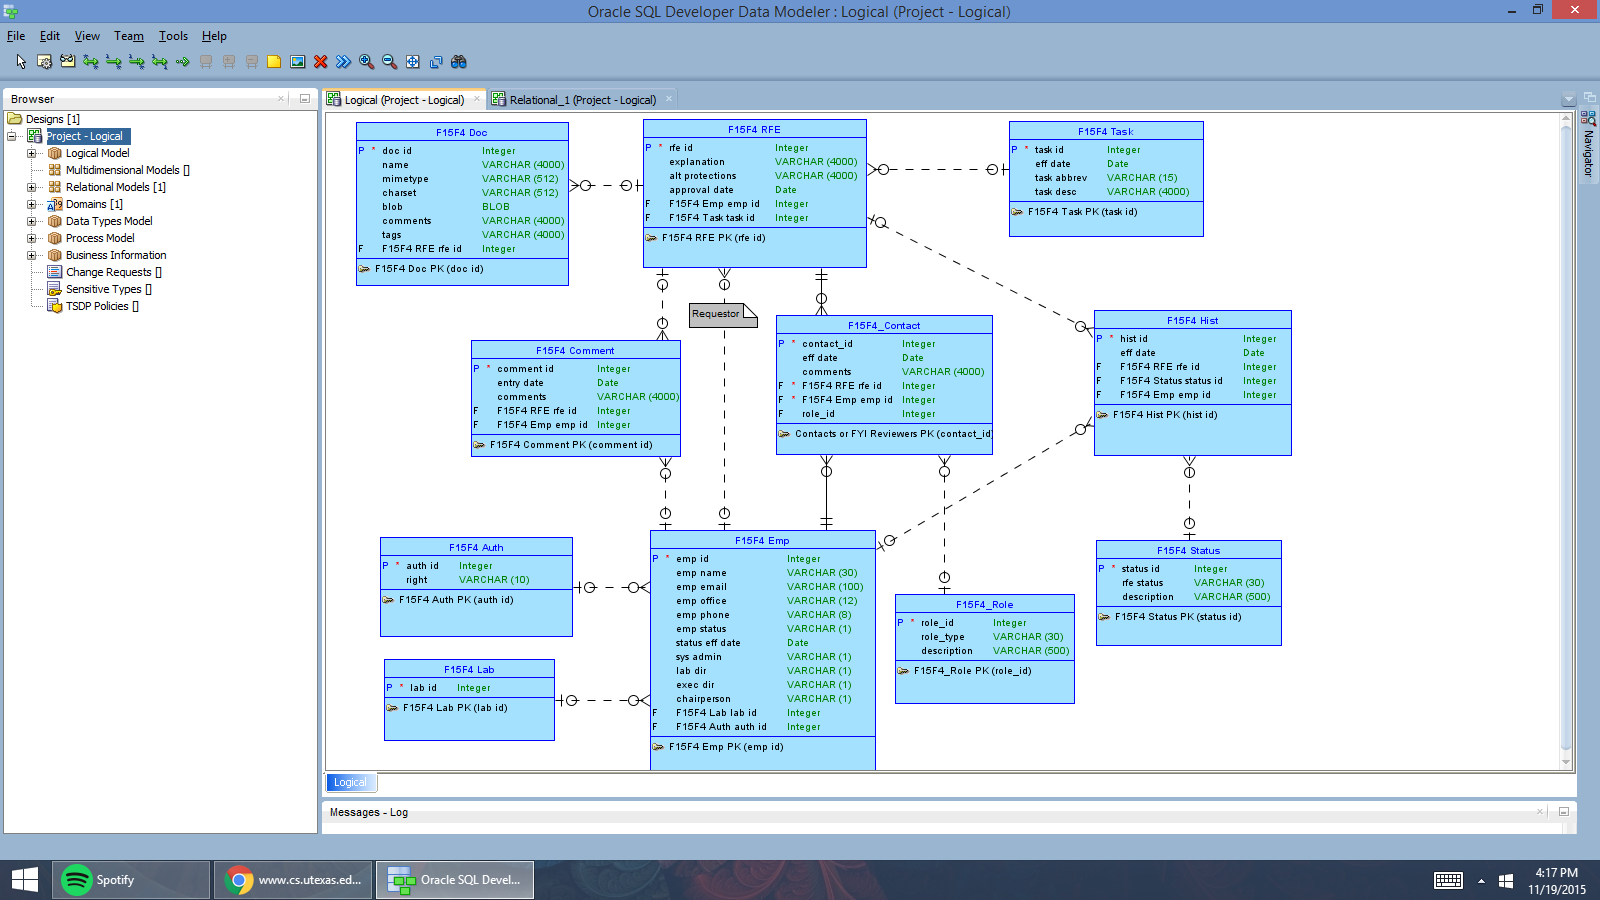 Oracle SQL Developer Data Modeler : Logical (Project - Logical)
File Edit View Team Tools Help
Browser
Designs [1]
Project - Logical
Logical Model
Multidimensional Models []
Relational Models [1]
Domains [1]
Data Types Model
Process Model
Business Information
Change Requests []
Sensitive Types []
TSDP Policies []
Logical (Project - Logical)
Relational_1 (Project - Logical)
Navigator
F15F4 Doc
P * doc id Integer
name VARCHAR (4000)
mimetype VARCHAR (512)
charset VARCHAR (512)
blob BLOB
comments VARCHAR (4000)
tags VARCHAR (4000)
F F15F4 RFE rfe id Integer
F15F4 Doc PK (doc id)
F15F4 RFE
P * rfe id Integer
explanation VARCHAR (4000)
alt protections VARCHAR (4000)
approval date Date
F F15F4 Emp emp id Integer
F F15F4 Task task id Integer
F15F4 RFE PK (rfe id)
F15F4 Task
P * task id Integer
eff date Date
task abbrev VARCHAR (15)
task desc VARCHAR (4000)
F15F4 Task PK (task id)
Requestor
F15F4 Comment
P * comment id Integer
entry date Date
comments VARCHAR (4000)
F F15F4 RFE rfe id Integer
F F15F4 Emp emp id Integer
F15F4 Comment PK (comment id)
F15F4_Contact
P * contact_id Integer
eff date Date
comments VARCHAR (4000)
F * F15F4 RFE rfe id Integer
F * F15F4 Emp emp id Integer
F role_id Integer
Contacts or FYI Reviewers PK (contact_id)
F15F4 Hist
P * hist id Integer
eff date Date
F F15F4 RFE rfe id Integer
F F15F4 Status status id Integer
F F15F4 Emp emp id Integer
F15F4 Hist PK (hist id)
F15F4 Auth
P * auth id Integer
right VARCHAR (10)
F15F4 Auth PK (auth id)
F15F4 Lab
P * lab id Integer
F15F4 Lab PK (lab id)
F15F4 Emp
P * emp id Integer
emp name VARCHAR (30)
emp email VARCHAR (100)
emp office VARCHAR (12)
emp phone VARCHAR (8)
emp status VARCHAR (1)
status eff date Date
sys admin VARCHAR (1)
lab dir VARCHAR (1)
exec dir VARCHAR (1)
chairperson VARCHAR (1)
F F15F4 Lab lab id Integer
F F15F4 Auth auth id Integer
F15F4 Emp PK (emp id)
F15F4_Role
P * role_id Integer
role_type VARCHAR (30)
description VARCHAR (500)
F15F4_Role PK (role_id)
F15F4 Status
P * status id Integer
rfe status VARCHAR (30)
description VARCHAR (500)
F15F4 Status PK (status id)
Logical
Messages - Log
Spotify
www.cs.utexas.ed...
Oracle SQL Devel...
4:17 PM
11/19/2015